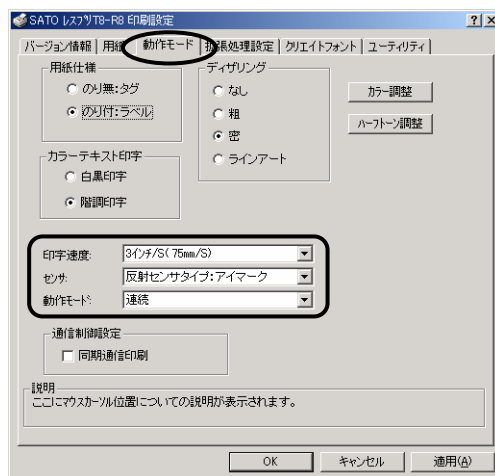 SATO ﾚｽﾌﾟﾘT8-R8 印刷設定
バージョン情報 用紙 動作モード 拡張処理設定 クリエイトフォント ユーティリティ
用紙仕様
のり無:タグ
のり付:ラベル
ディザリング
なし
粗
密
ラインアート
カラー調整
ハーフトーン調整
カラーテキスト印字
白黒印字
階調印字
印字速度: 3インチ/S( 75mm/S)
センサ: 反射センサタイプ:アイマーク
動作モード: 連続
通信制御設定
同期通信印刷
説明
ここにマウスカーソル位置についての説明が表示されます。
OK キャンセル 適用(A)